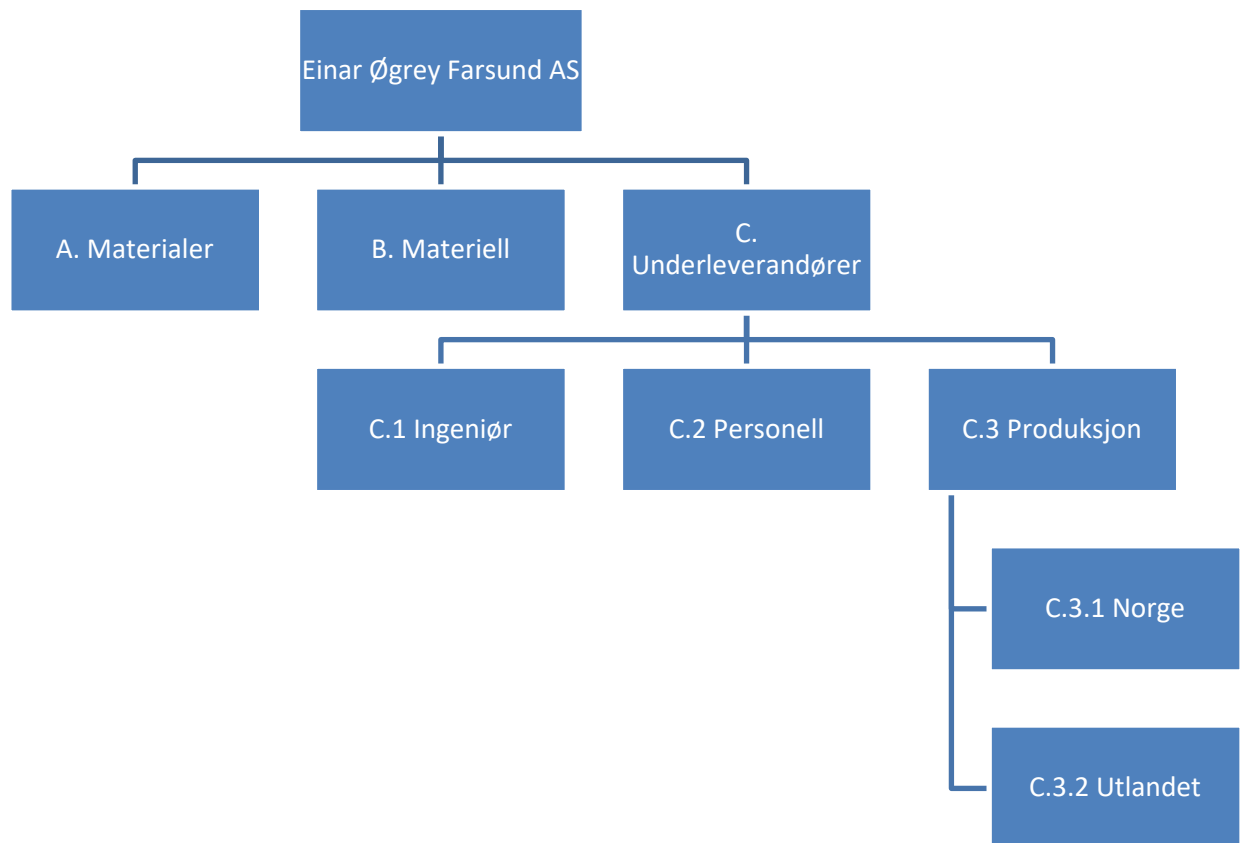 Einar Øgrey Farsund AS
A. Materialer
B. Materiell
C.
Underleverandører
C.1 Ingeniør
C.2 Personell
C.3 Produksjon
C.3.1 Norge
C.3.2 Utlandet